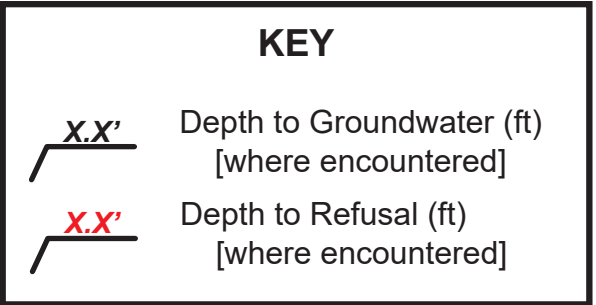 KEY
X.X’ Depth to Groundwater (ft)
[where encountered]
X.X’ Depth to Refusal (ft)
[where encountered]